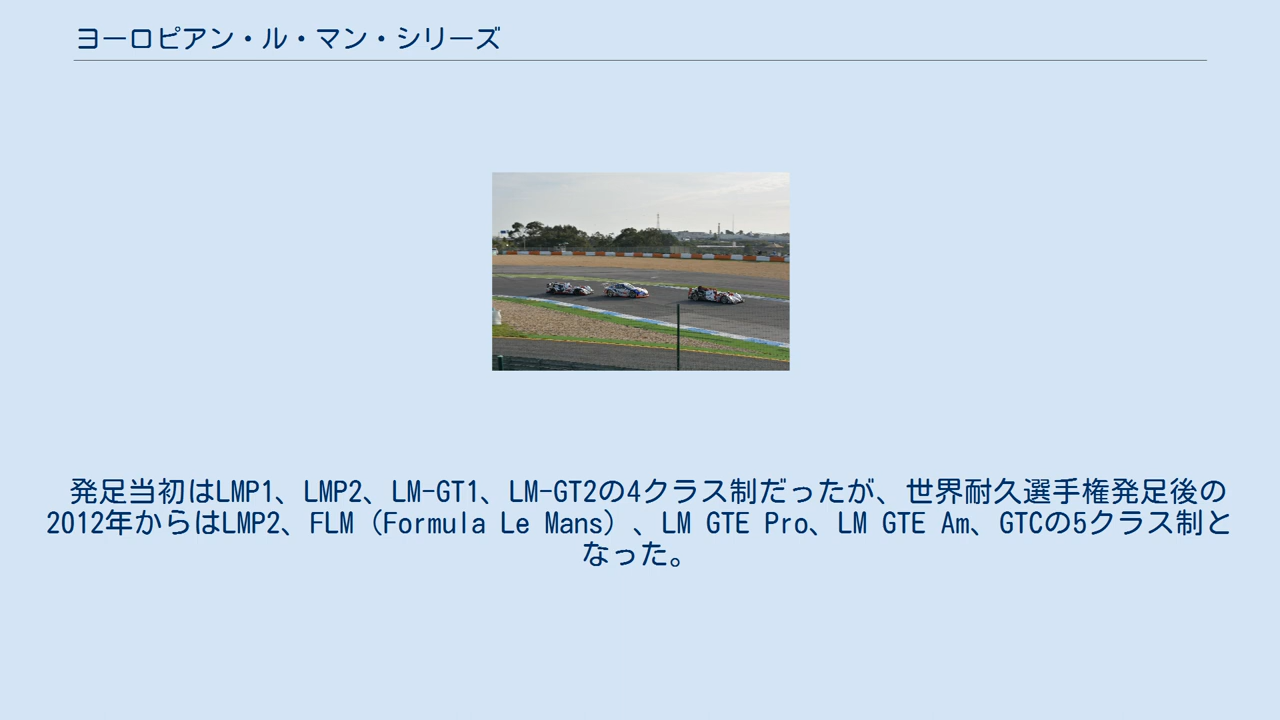 ヨーロピアン・ル・マン・シリーズ
発足当初はLMP1、LMP2、LM-GT1、LM-GT2の4クラス制だったが、世界耐久選手権発足後の
2012年からはLMP2、FLM（Formula Le Mans）、LM GTE Pro、LM GTE Am、GTCの5クラス制と
なった。